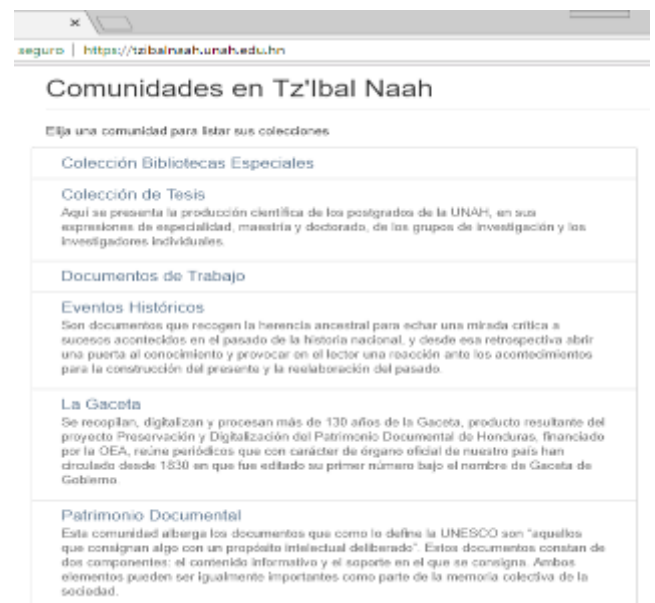 seguro | https://tzibalnaah.unah.edu.hn
Comunidades en Tz'Ibal Naah
Elija una comunidad para listar sus colecciones
Colección Bibliotecas Especiales
Colección de Tesis
Aquí se presenta la producción científica de los postgrados de la UNAH, en sus
expresiones de especialidad, maestría y doctorado, de los grupos de investigación y los
investigadores individuales.
Documentos de Trabajo
Eventos Históricos
Son documentos que recogen la herencia ancestral para echar una mirada crítica a
sucesos acontecidos en el pasado de la historia nacional, y desde esa retrospectiva abrir
una puerta al conocimiento y provocar en el lector una reacción ante los acontecimientos
para la construcción del presente y la reelaboración del pasado.
La Gaceta
Se recopilan, digitalizan y procesan más de 130 años de la Gaceta, producto resultante del
proyecto Preservación y Digitalización del Patrimonio Documental de Honduras, financiado
por la OEA, reúne periódicos que con carácter de órgano oficial de nuestro país han
circulado desde 1830 en que fue editado su primer número bajo el nombre de Gaceta de
Gobierno
Patrimonio Documental
Esta comunidad alberga los documentos que como lo define la UNESCO son "aquellos
que consignan algo con un propósito intelectual deliberado". Estos documentos constan de
dos componentes: el contenido informativo y el soporte en el que se consigna. Ambos
elementos pueden ser igualmente importantes como parte de la memoria colectiva de la
sociedad.